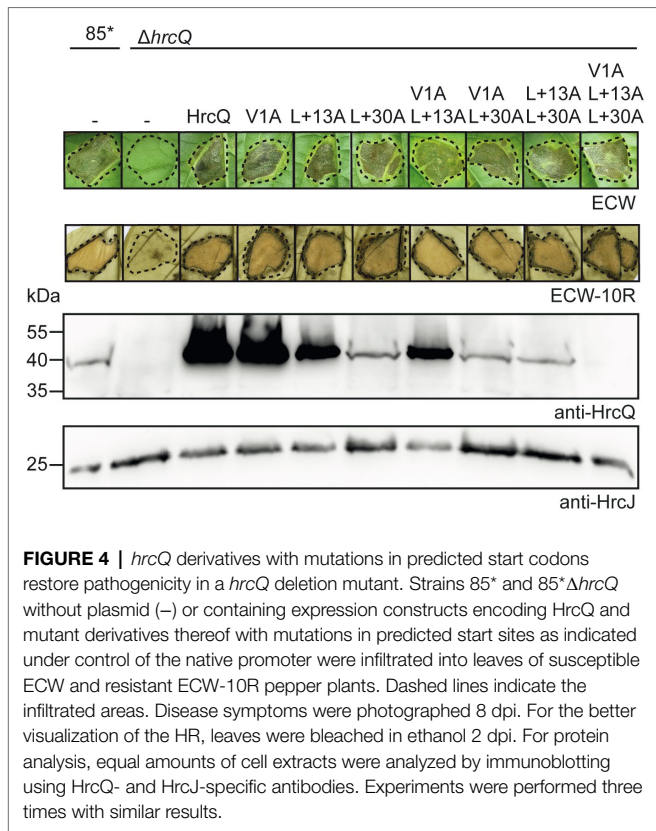 85* ΔhrcQ
V1A
V1A V1A L+13A L+13A
- - HrcQ V1A L+13A L+30A L+13A L+30A L+30A L+30A
ECW
kDa
ECW-10R
55
40
35
anti-HrcQ
25
anti-HrcJ
FIGURE 4 | hrcQ derivatives with mutations in predicted start codons
restore pathogenicity in a hrcQ deletion mutant. Strains 85* and 85*ΔhrcQ
without plasmid (−) or containing expression constructs encoding HrcQ and
mutant derivatives thereof with mutations in predicted start sites as indicated
under control of the native promoter were infiltrated into leaves of susceptible
ECW and resistant ECW-10R pepper plants. Dashed lines indicate the
infiltrated areas. Disease symptoms were photographed 8 dpi. For the better
visualization of the HR, leaves were bleached in ethanol 2 dpi. For protein
analysis, equal amounts of cell extracts were analyzed by immunoblotting
using HrcQ- and HrcJ-specific antibodies. Experiments were performed three
times with similar results.